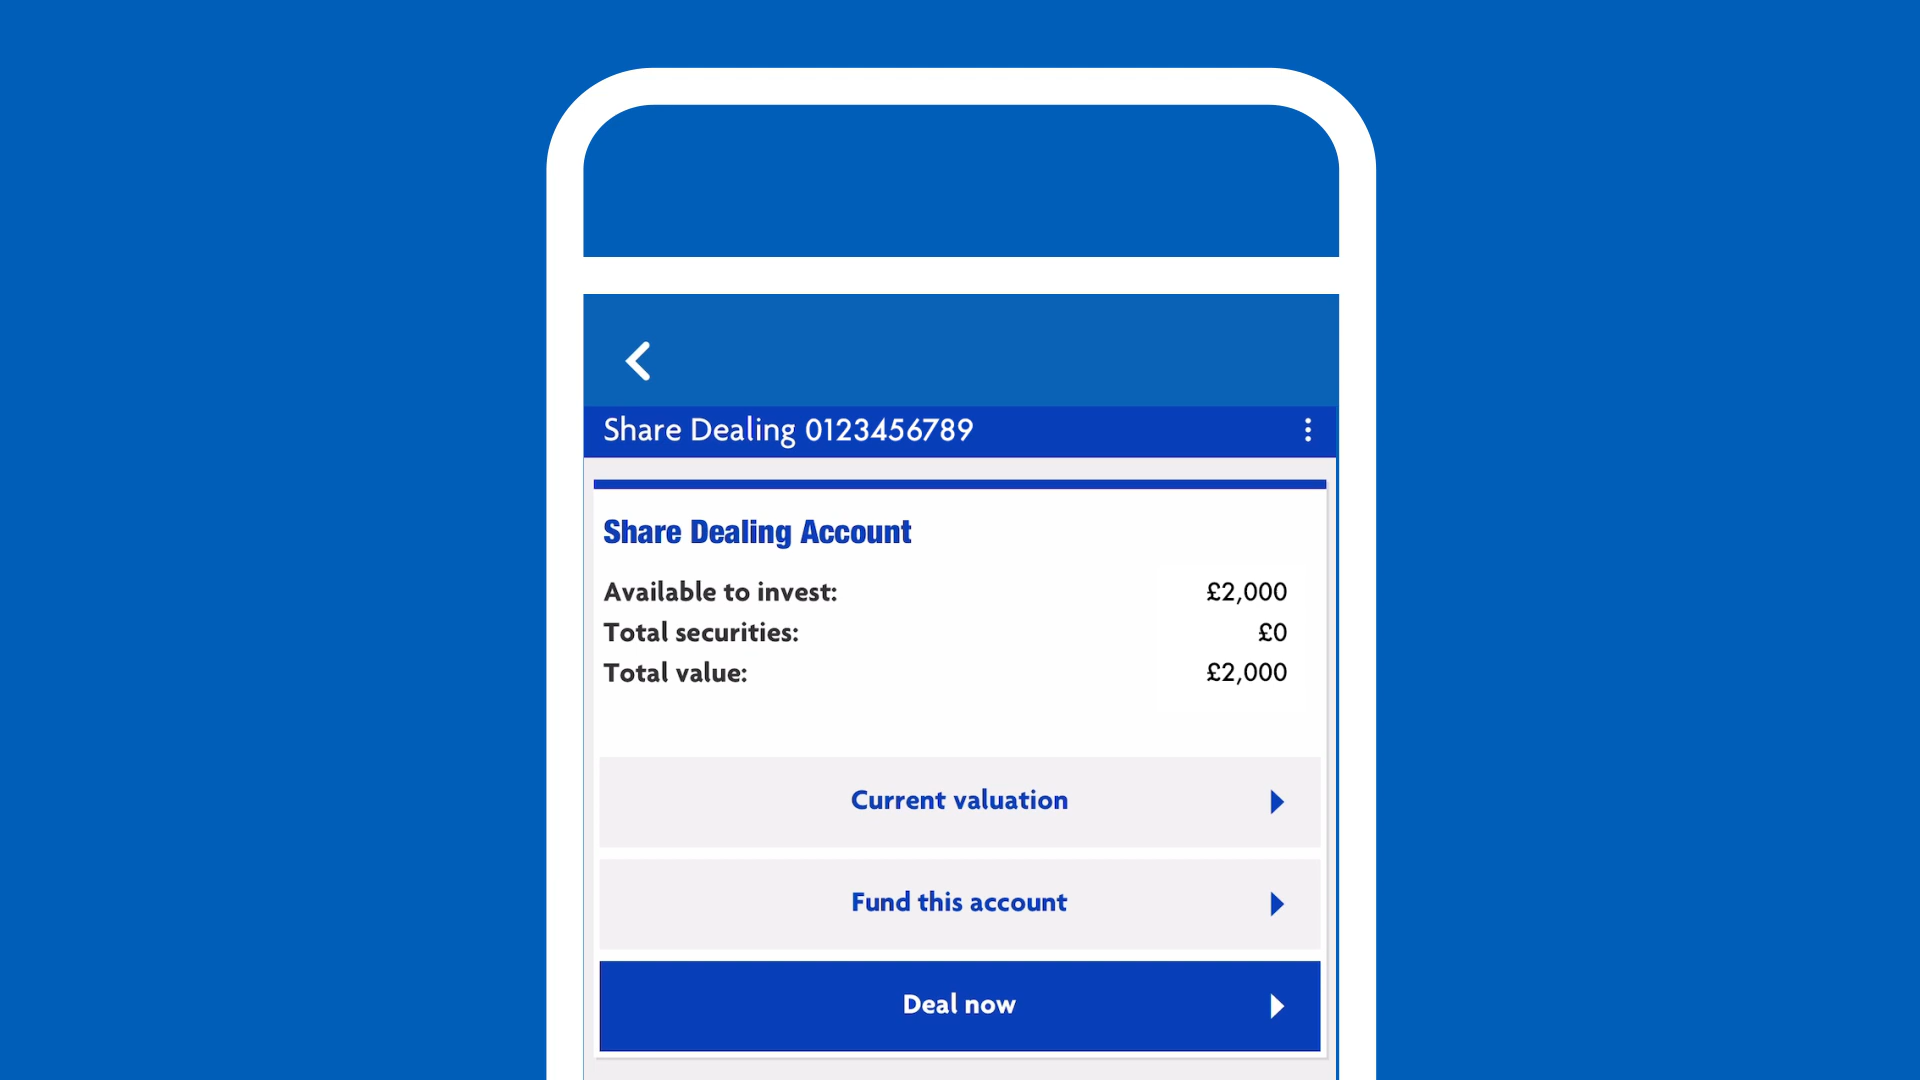 Share Dealing 0123456789
Share Dealing Account
Available to invest: £2,000
Total securities: £0
Total value: £2,000
Current valuation
Fund this account
Deal now